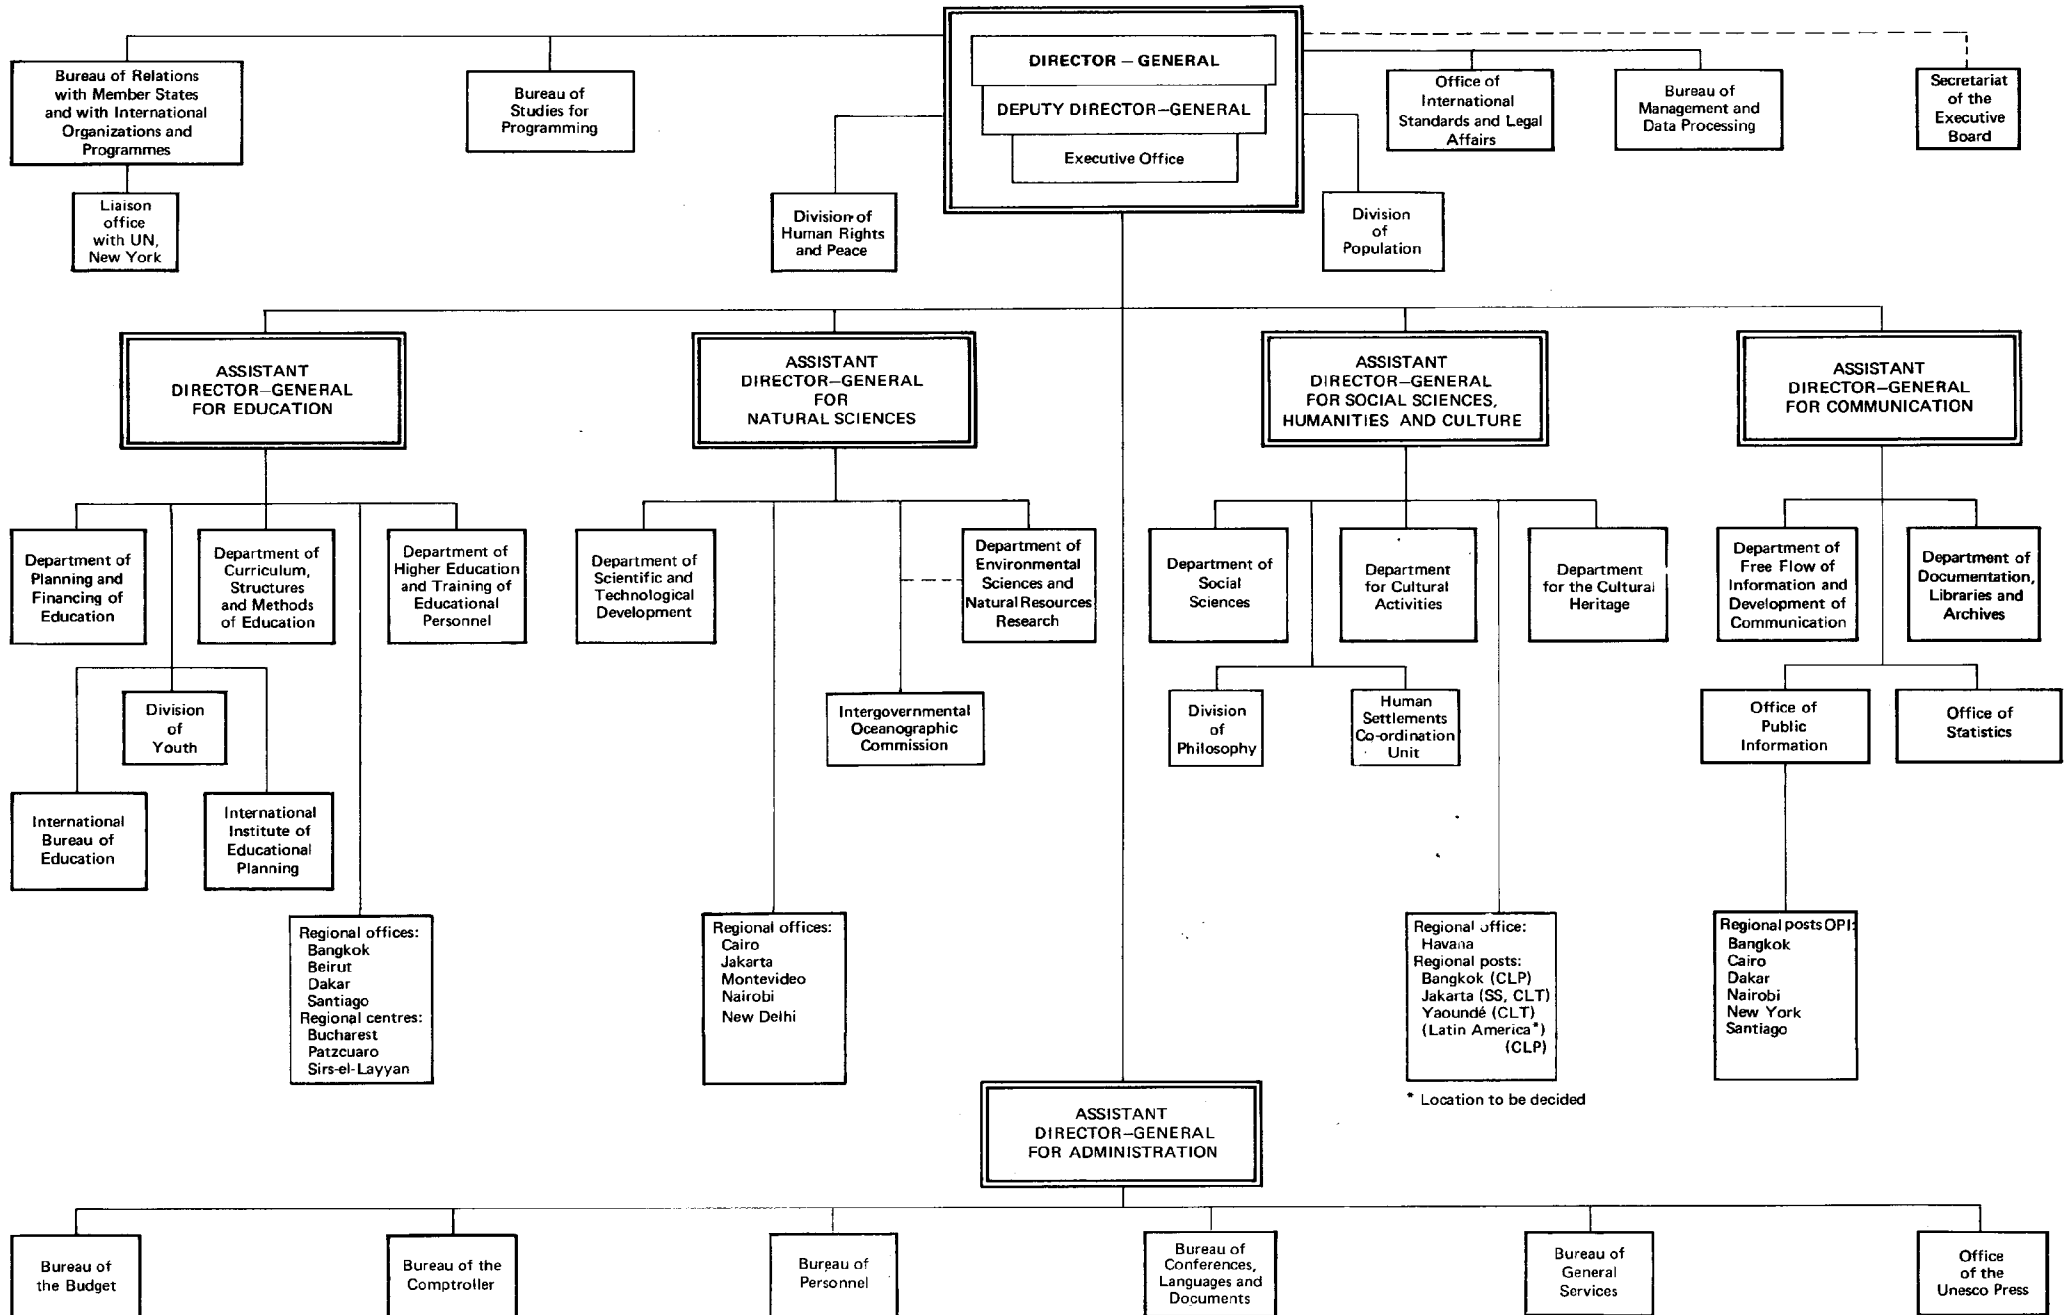 DIRECTOR – GENERAL
DEPUTY DIRECTOR–GENERAL
Executive Office
Bureau of Relations
with Member States
and with International
Organizations and
Programmes
Bureau of
Studies for
Programming
Office of
International
Standards and Legal
Affairs
Bureau of
Management and
Data Processing
Secretariat
of the
Executive
Board
Liaison
office
with UN,
New York
Division of
Human Rights
and Peace
Division
of
Population
ASSISTANT
DIRECTOR–GENERAL
FOR EDUCATION
ASSISTANT
DIRECTOR–GENERAL
FOR
NATURAL SCIENCES
ASSISTANT
DIRECTOR–GENERAL
FOR SOCIAL SCIENCES,
HUMANITIES AND CULTURE
ASSISTANT
DIRECTOR–GENERAL
FOR COMMUNICATION
Department of
Planning and
Financing of
Education
Department of
Curriculum,
Structures
and Methods
of Education
Department of
Higher Education
and Training of
Educational
Personnel
Department of
Scientific and
Technological
Development
Department of
Environmental
Sciences and
Natural Resources
Research
Department of
Social
Sciences
Department
for Cultural
Activities
Department
for the Cultural
Heritage
Department of
Free Flow of
Information and
Development of
Communication
Department of
Documentation,
Libraries and
Archives
Division
of
Youth
Intergovernmental
Oceanographic
Commission
Division
of
Philosophy
Human
Settlements
Co-ordination
Unit
Office of
Public
Information
Office of
Statistics
International
Bureau of
Education
International
Institute of
Educational
Planning
Regional offices:
Bangkok
Beirut
Dakar
Santiago
Regional centres:
Bucharest
Patzcuaro
Sirs-el-Layyan
Regional offices:
Cairo
Jakarta
Montevideo
Nairobi
New Delhi
Regional office:
Havana
Regional posts:
Bangkok (CLP)
Jakarta (SS, CLT)
Yaoundé (CLT)
(Latin America*)
(CLP)
Regional posts OPI:
Bangkok
Cairo
Dakar
Nairobi
New York
Santiago
* Location to be decided
ASSISTANT
DIRECTOR–GENERAL
FOR ADMINISTRATION
Bureau of
the Budget
Bureau of the
Comptroller
Bureau of
Personnel
Bureau of
Conferences,
Languages and
Documents
Bureau of
General
Services
Office
of the
Unesco Press